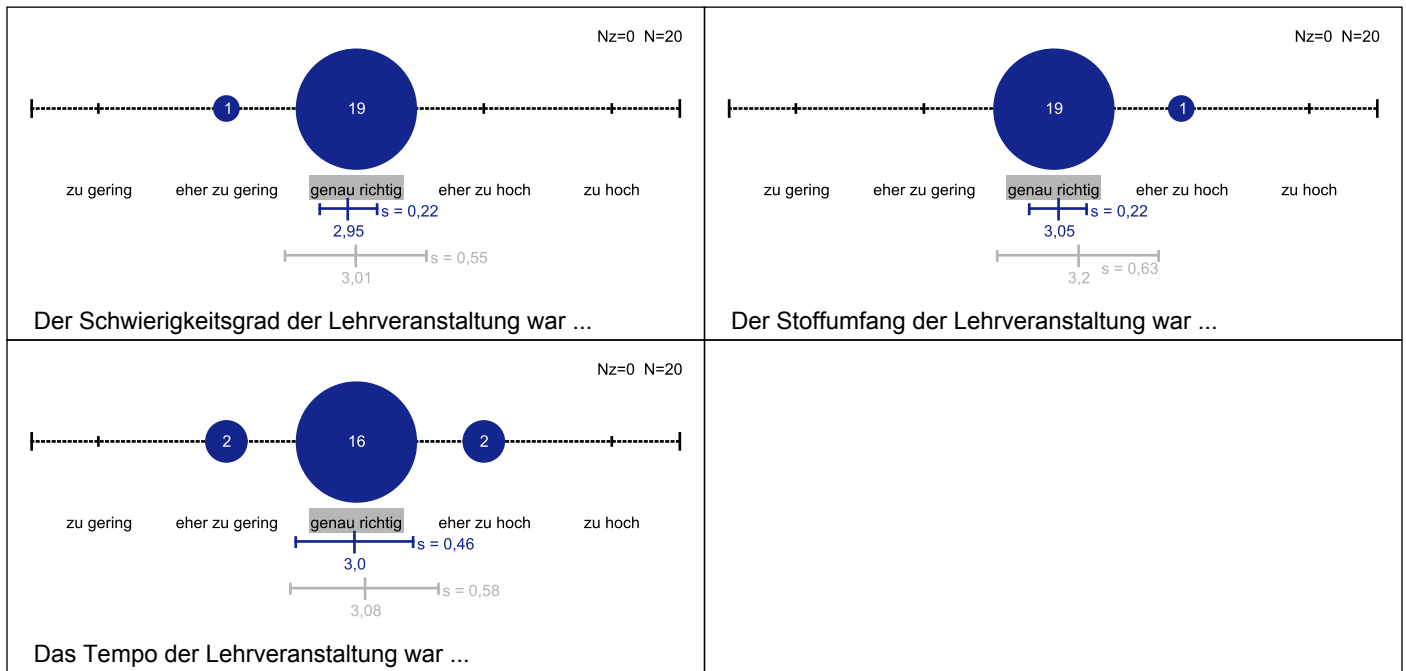 Nz=0 N=20
1
19
zu gering
eher zu gering
genau richtig
eher zu hoch
zu hoch
s = 0,22
2,95
s = 0,55
3,01
Der Schwierigkeitsgrad der Lehrveranstaltung war ...
Nz=0 N=20
19
1
zu gering
eher zu gering
genau richtig
eher zu hoch
zu hoch
s = 0,22
3,05
s = 0,63
3,2
Der Stoffumfang der Lehrveranstaltung war ...
Nz=0 N=20
2
16
2
zu gering
eher zu gering
genau richtig
eher zu hoch
zu hoch
s = 0,46
3,0
s = 0,58
3,08
Das Tempo der Lehrveranstaltung war ...